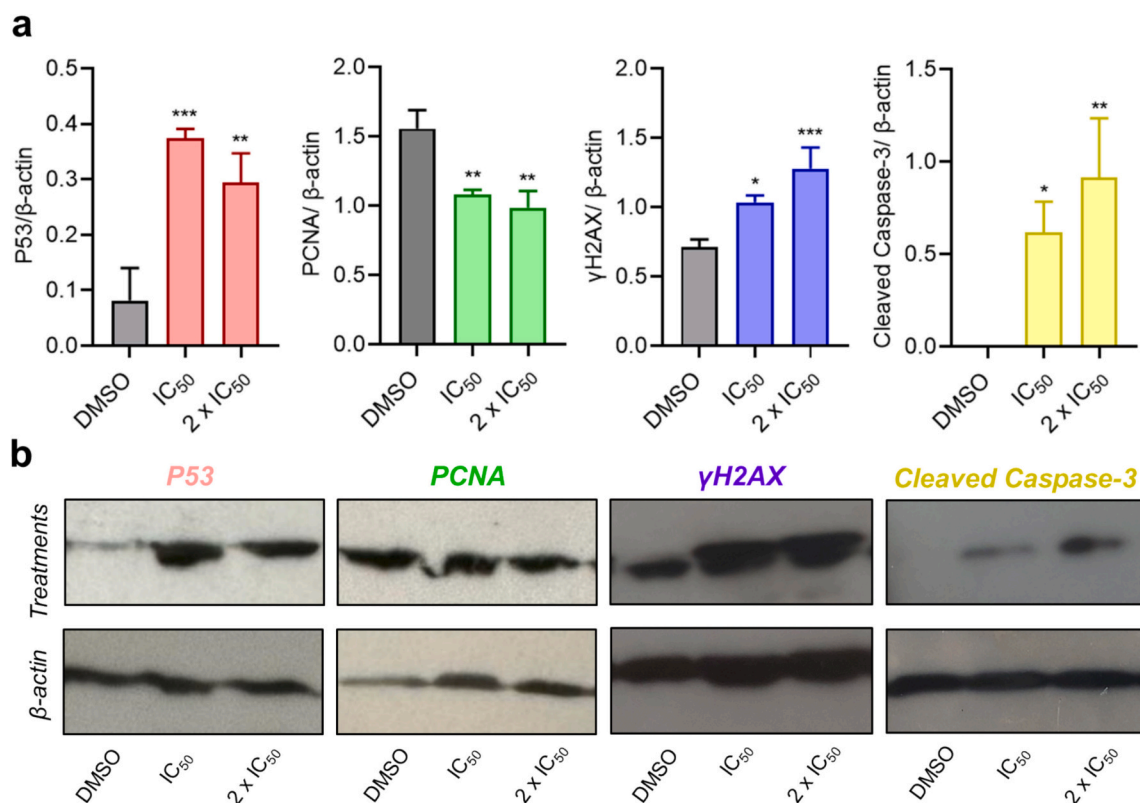 a
P53/β-actin
0.5
0.4
0.3
0.2
0.1
0.0
***
**
DMSO
IC₅₀
2 x IC₅₀
PCNA/ β-actin
2.0
1.5
1.0
0.5
0.0
**
**
DMSO
IC₅₀
2 x IC₅₀
γH2AX/ β-actin
2.0
1.5
1.0
0.5
0.0
*
***
DMSO
IC₅₀
2 x IC₅₀
Cleaved Caspase-3/ β-actin
1.5
1.0
0.5
0.0
*
**
DMSO
IC₅₀
2 x IC₅₀
b
P53
PCNA
γH2AX
Cleaved Caspase-3
Treatments
β-actin
DMSO
IC₅₀
2 x IC₅₀
DMSO
IC₅₀
2 x IC₅₀
DMSO
IC₅₀
2 x IC₅₀
DMSO
IC₅₀
2 x IC₅₀